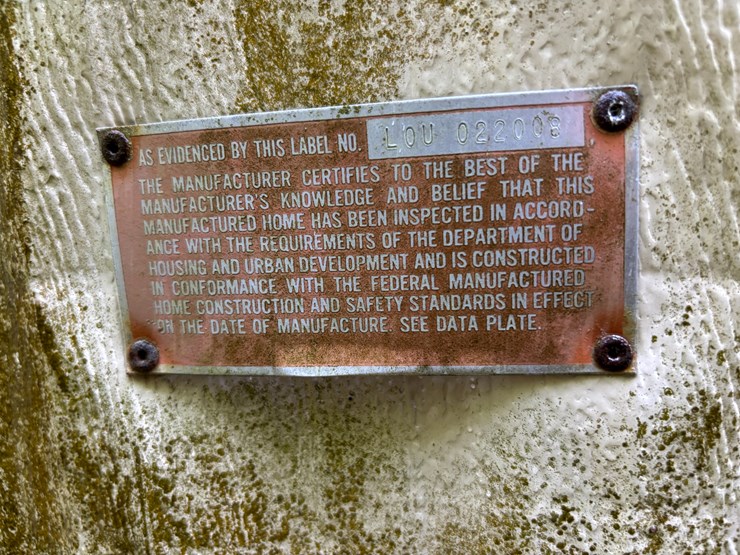 AS EVIDENCED BY THIS LABEL NO. LOU 022008
THE MANUFACTURER CERTIFIES TO THE BEST OF THE
MANUFACTURER'S KNOWLEDGE AND BELIEF THAT THIS
MANUFACTURED HOME HAS BEEN INSPECTED IN ACCORD-
ANCE WITH THE REQUIREMENTS OF THE DEPARTMENT OF
HOUSING AND URBAN DEVELOPMENT AND IS CONSTRUCTED
IN CONFORMANCE WITH THE FEDERAL MANUFACTURED
HOME CONSTRUCTION AND SAFETY STANDARDS IN EFFECT
ON THE DATE OF MANUFACTURE. SEE DATA PLATE.